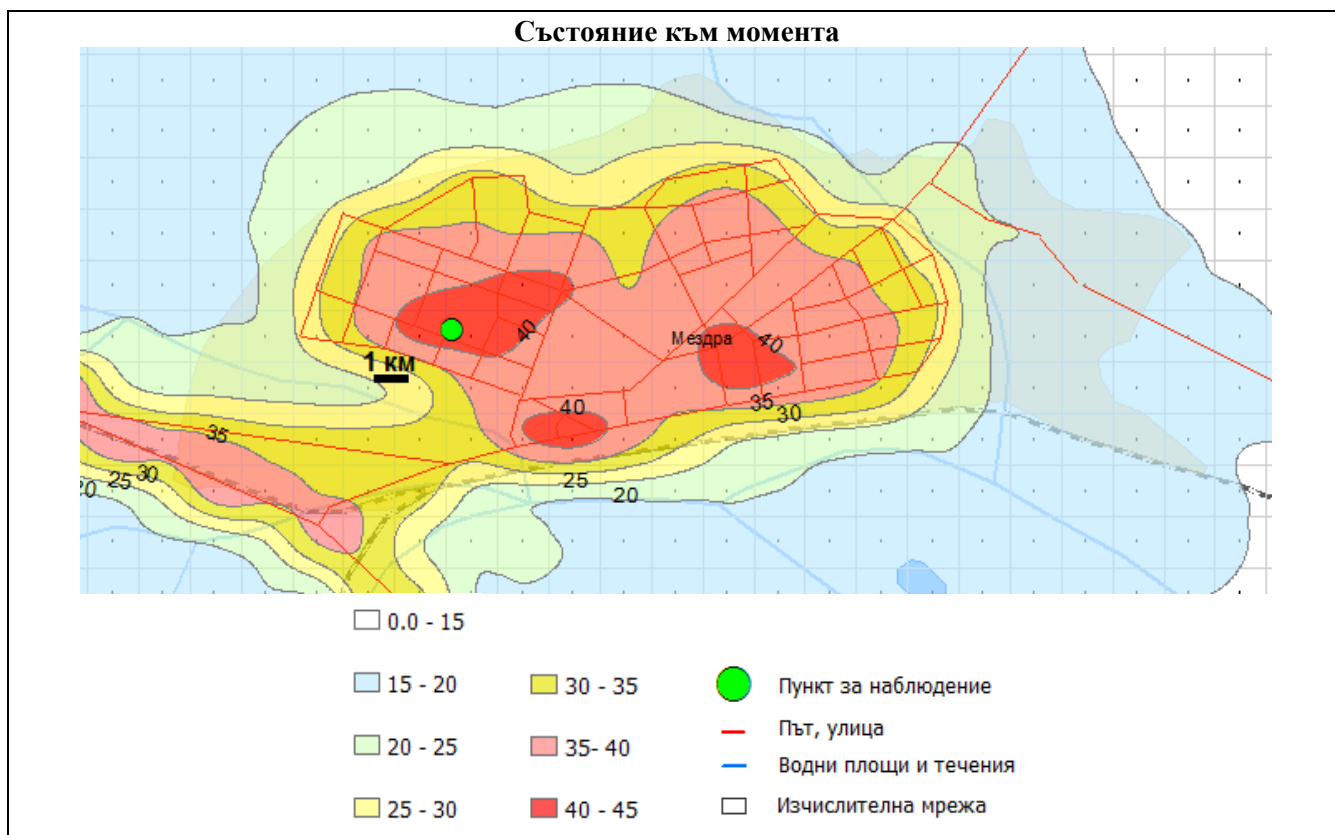 Състояние към момента
40
1 км
Мездра
40
35
40
35
30
25
30
25
20
20
0.0 - 15
15 - 20
30 - 35
Пункт за наблюдение
Път, улица
20 - 25
35- 40
Водни площи и течения
25 - 30
40 - 45
Изчислителна мрежа